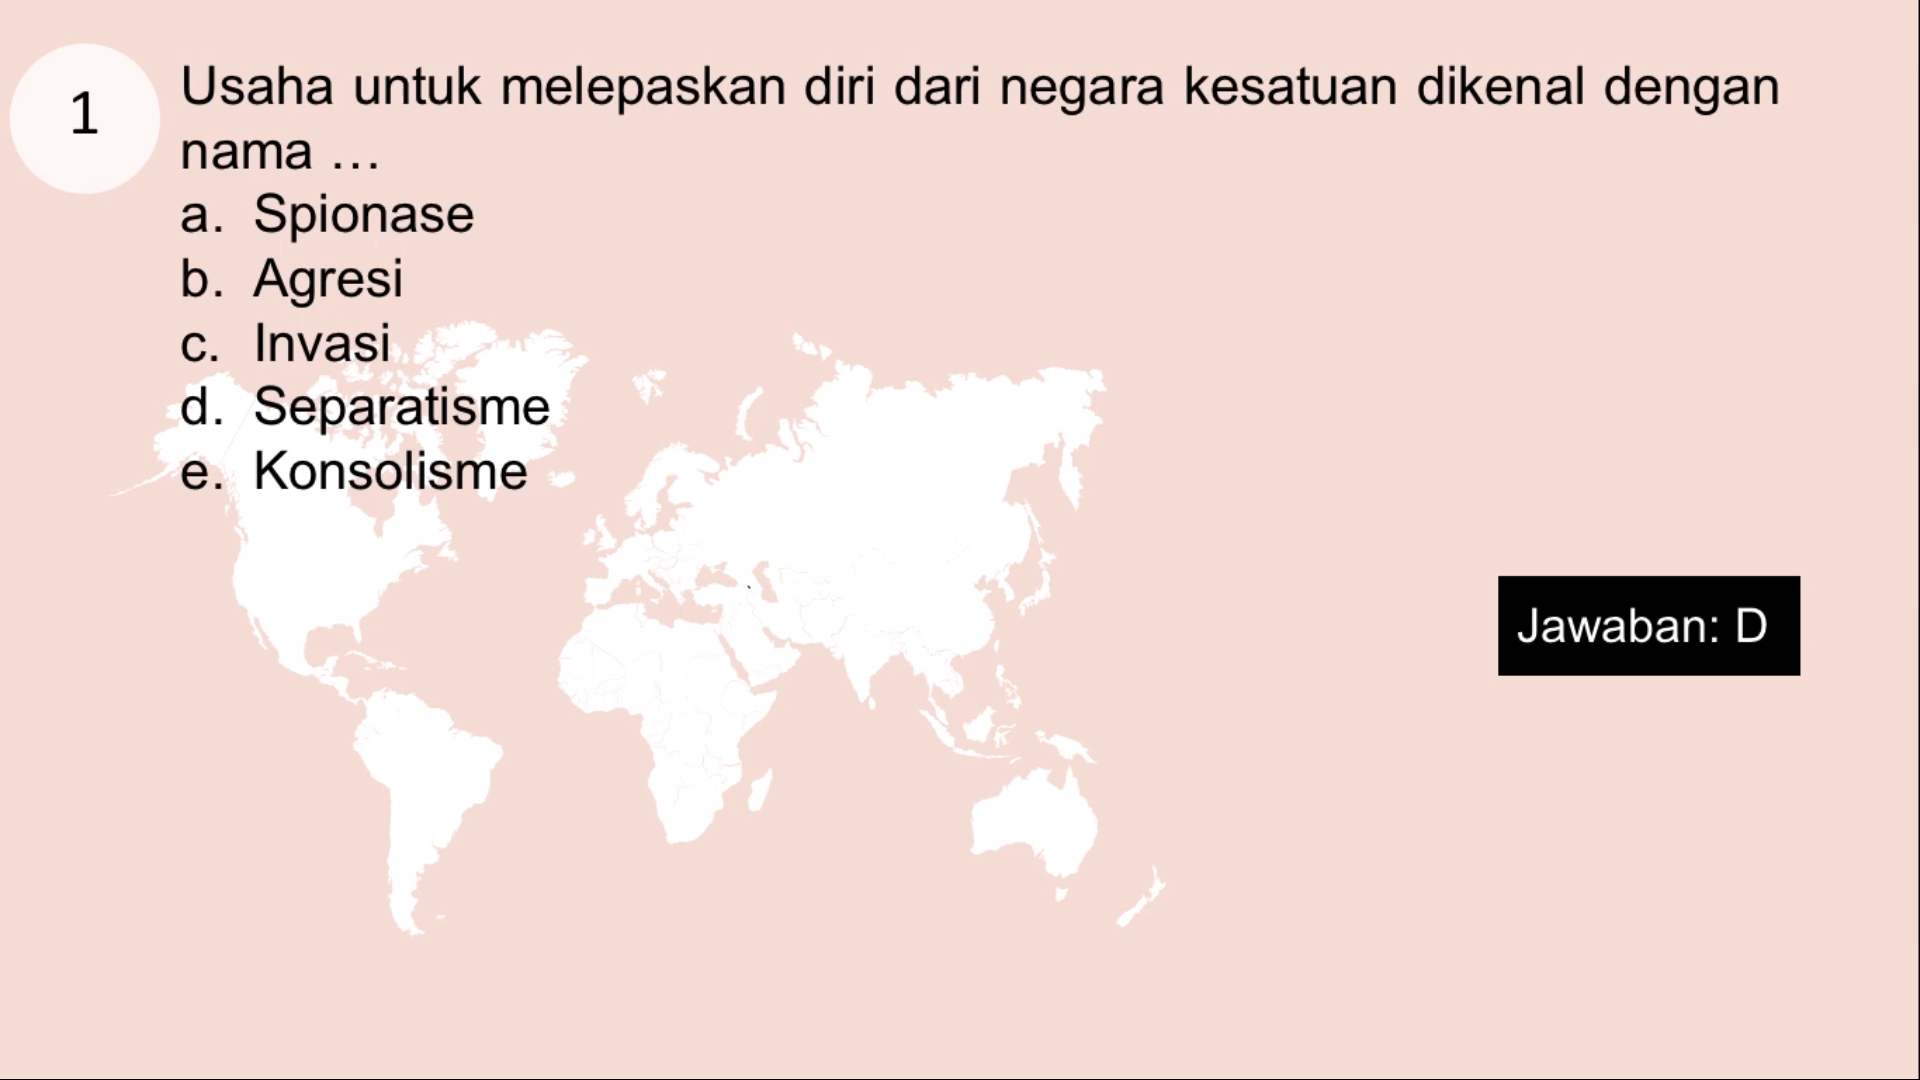 1
Usaha untuk melepaskan diri dari negara kesatuan dikenal dengan
nama …
a. Spionase
b. Agresi
c. Invasi
d. Separatisme
e. Konsolisme
Jawaban: D